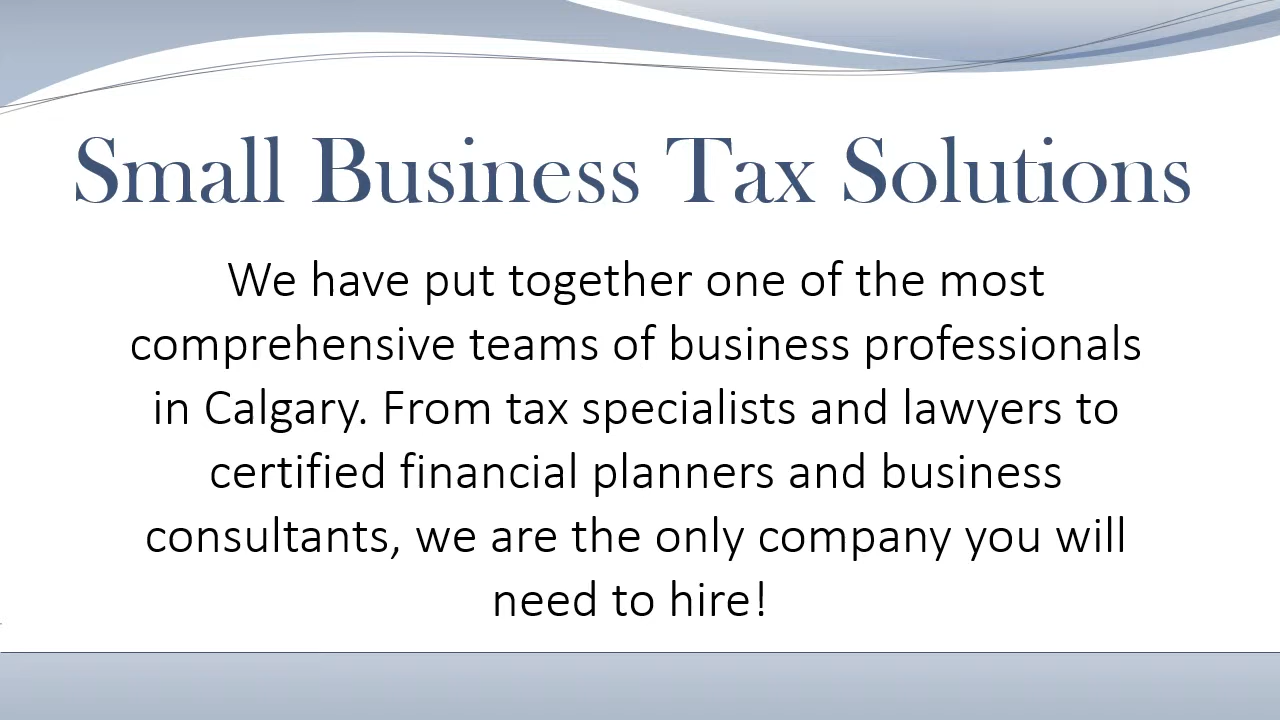 Small Business Tax Solutions
We have put together one of the most
comprehensive teams of business professionals
in Calgary. From tax specialists and lawyers to
certified financial planners and business
consultants, we are the only company you will
need to hire!